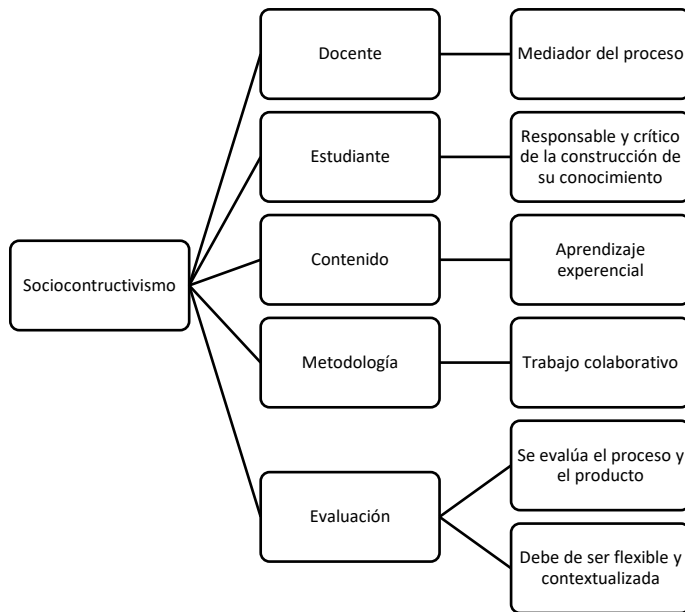 Sociocontructivismo
Docente
Mediador del proceso
Estudiante
Responsable y crítico
de la construcción de
su conocimiento
Contenido
Aprendizaje
experencial
Metodología
Trabajo colaborativo
Evaluación
Se evalúa el proceso y
el producto
Debe de ser flexible y
contextualizada